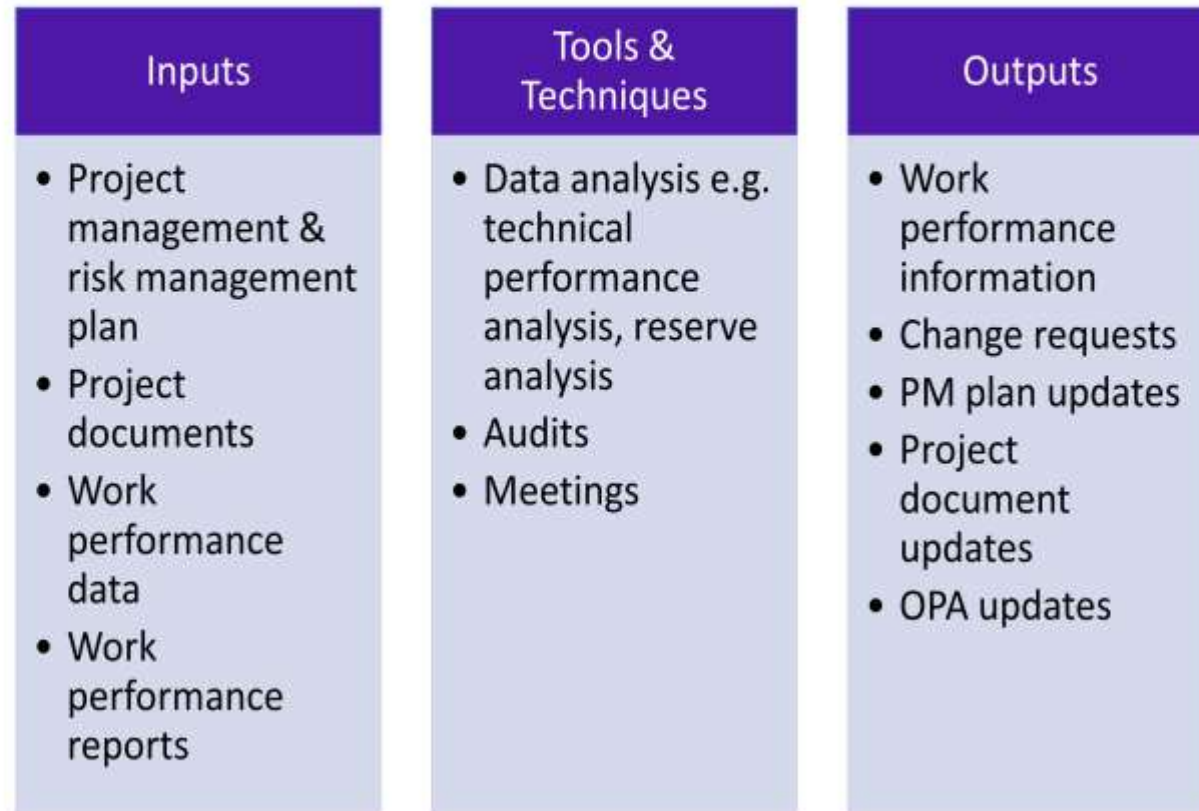 Inputs
• Project
management &
risk management
plan
• Project
documents
• Work
performance
data
• Work
performance
reports
Tools &
Techniques
• Data analysis e.g.
technical
performance
analysis, reserve
analysis
• Audits
• Meetings
Outputs
• Work
performance
information
• Change requests
• PM plan updates
• Project
document
updates
• OPA updates